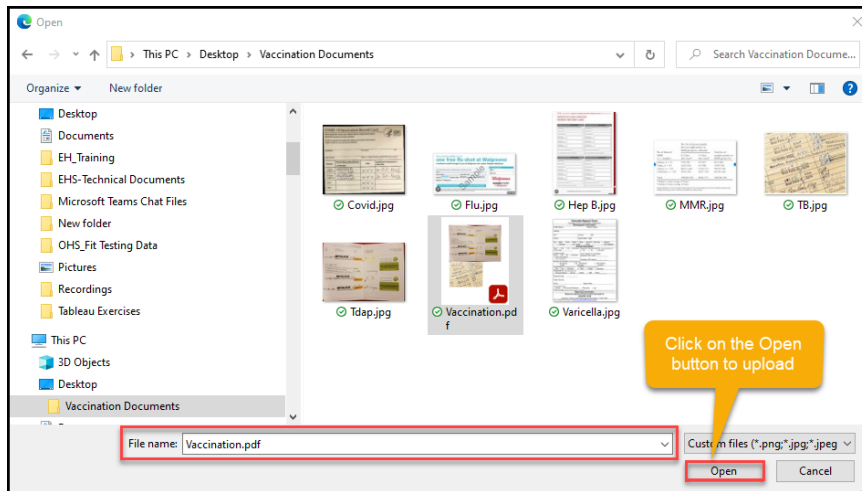 Open
This PC > Desktop > Vaccination Documents
Search Vaccination Docume...
Organize
New folder
Desktop
Documents
EH_Training
EHS-Technical Documents
Microsoft Teams Chat Files
New folder
OHS_Fit Testing Data
Pictures
Recordings
Tableau Exercises
This PC
3D Objects
Desktop
Vaccination Documents
Covid.jpg
Flu.jpg
Hep B.jpg
MMR.jpg
TB.jpg
Tdap.jpg
Vaccination.pd
f
Varicella.jpg
Click on the Open
button to upload
File name: Vaccination.pdf
Custom files (*.png;*.jpg;*.jpeg
Open
Cancel